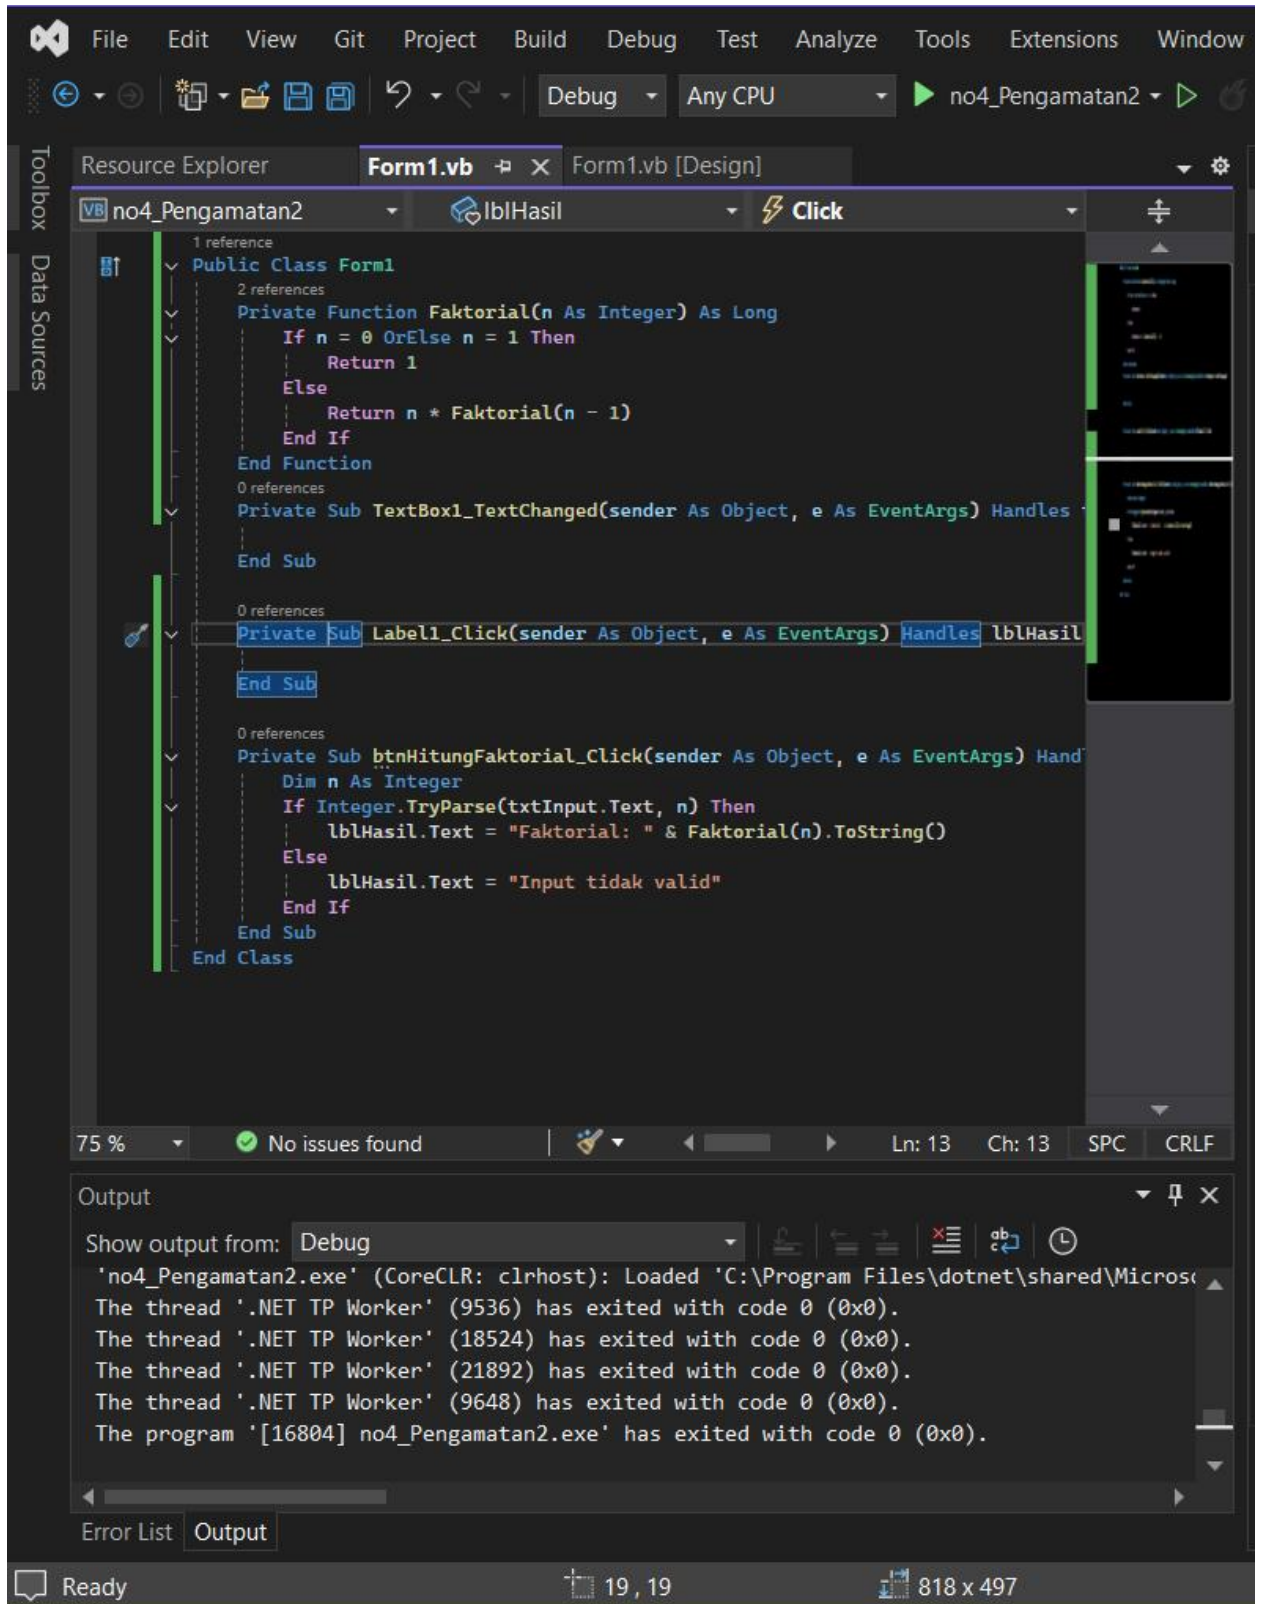 File Edit View Git Project Build Debug Test Analyze Tools Extensions Window
Debug Any CPU no4_Pengamatan2
Toolbox
Data Sources
Resource Explorer Form1.vb Form1.vb [Design]
VB no4_Pengamatan2 lblHasil Click
1 reference
Public Class Form1
2 references
Private Function Faktorial(n As Integer) As Long
If n = 0 OrElse n = 1 Then
Return 1
Else
Return n * Faktorial(n - 1)
End If
End Function
0 references
Private Sub TextBox1_TextChanged(sender As Object, e As EventArgs) Handles
End Sub
0 references
Private Sub Label1_Click(sender As Object, e As EventArgs) Handles lblHasil
End Sub
0 references
Private Sub btnHitungFaktorial_Click(sender As Object, e As EventArgs) Hand
Dim n As Integer
If Integer.TryParse(txtInput.Text, n) Then
lblHasil.Text = "Faktorial: " & Faktorial(n).ToString()
Else
lblHasil.Text = "Input tidak valid"
End If
End Sub
End Class
75 % No issues found Ln: 13 Ch: 13 SPC CRLF
Output
Show output from: Debug
'no4_Pengamatan2.exe' (CoreCLR: clrhost): Loaded 'C:\Program Files\dotnet\shared\Microso
The thread '.NET TP Worker' (9536) has exited with code 0 (0x0).
The thread '.NET TP Worker' (18524) has exited with code 0 (0x0).
The thread '.NET TP Worker' (21892) has exited with code 0 (0x0).
The thread '.NET TP Worker' (9648) has exited with code 0 (0x0).
The program '[16804] no4_Pengamatan2.exe' has exited with code 0 (0x0).
Error List Output
Ready 19 , 19 818 x 497